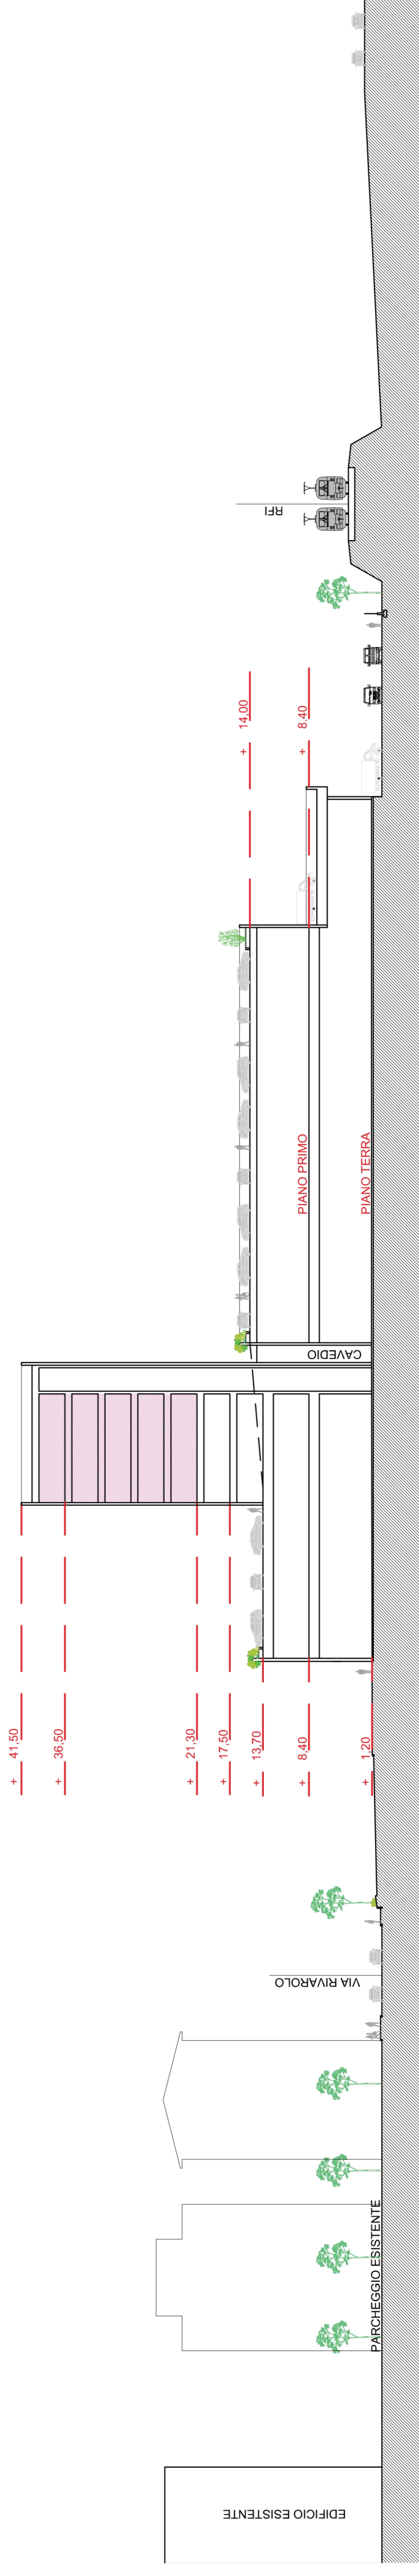 EDIFICIO ESISTENTE
PARCHEGGIO ESISTENTE
VIA RIVAROLO
+ 41,50
+ 36,50
+ 21,30
+ 17,50
+ 13,70
+ 8,40
+ 1,20
CAVEDIO
PIANO PRIMO
PIANO TERRA
+ 14,00
+ 8.40
RFI